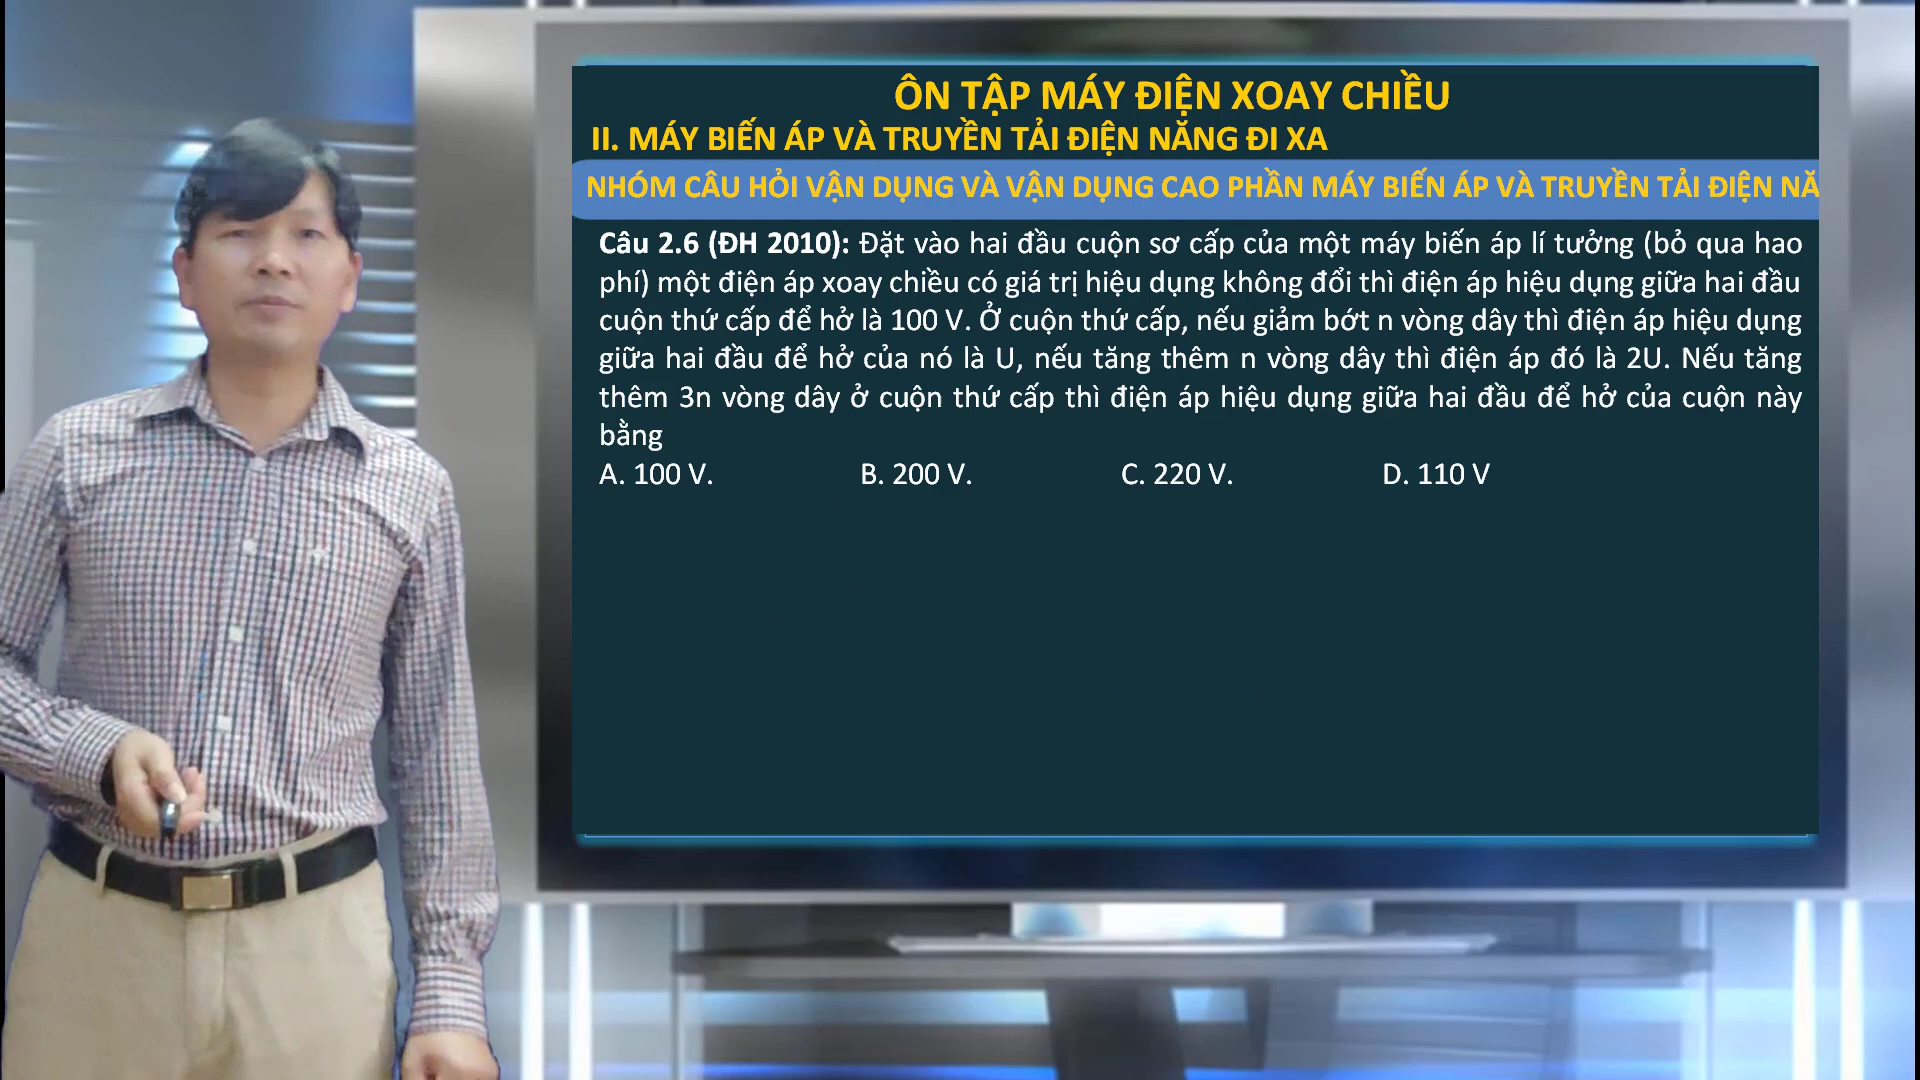 ÔN TẬP MÁY ĐIỆN XOAY CHIỀU
II. MÁY BIẾN ÁP VÀ TRUYỀN TẢI ĐIỆN NĂNG ĐI XA
NHÓM CÂU HỎI VẬN DỤNG VÀ VẬN DỤNG CAO PHẦN MÁY BIẾN ÁP VÀ TRUYỀN TẢI ĐIỆN NĂ
Câu 2.6 (ĐH 2010): Đặt vào hai đầu cuộn sơ cấp của một máy biến áp lí tưởng (bỏ qua hao
phí) một điện áp xoay chiều có giá trị hiệu dụng không đổi thì điện áp hiệu dụng giữa hai đầu
cuộn thứ cấp để hở là 100 V. Ở cuộn thứ cấp, nếu giảm bớt n vòng dây thì điện áp hiệu dụng
giữa hai đầu để hở của nó là U, nếu tăng thêm n vòng dây thì điện áp đó là 2U. Nếu tăng
thêm 3n vòng dây ở cuộn thứ cấp thì điện áp hiệu dụng giữa hai đầu để hở của cuộn này
bằng
A. 100 V. B. 200 V. C. 220 V. D. 110 V